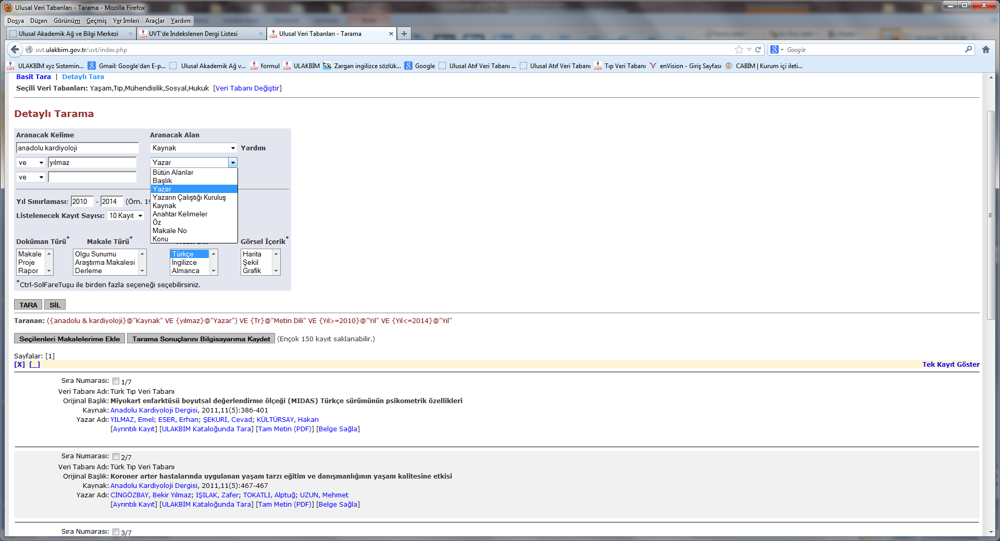 Ulusal Veri Tabanları - Tarama - Mozilla Firefox
Dosya Düzen Görünüm Geçmiş Yer İmleri Araçlar Yardım
Ulusal Akademik Ağ ve Bilgi Merkezi × UVT'de İndekslenen Dergi Listesi × Ulusal Veri Tabanları - Tarama × +
uvt.ulakbim.gov.tr/uvt/index.php Google
ULAKBİM xyz Sistemin... Gmail: Google'dan E-p... Ulusal Akademik Ağ v... formul ULAKBİM Zargan ingilizce sözlük... Google Ulusal Atıf Veri Tabanı ... Ulusal Atıf Veri Tabanı Tıp Veri Tabanı enVision - Giriş Sayfası CABİM | Kurum içi ileti...
Basit Tara | Detaylı Tara
Seçili Veri Tabanları: Yaşam,Tıp,Mühendislik,Sosyal,Hukuk [Veri Tabanı Değiştir]
Detaylı Tarama
Aranacak Kelime Aranacak Alan
anadolu kardiyoloji Kaynak Yardım
ve yılmaz Yazar
Bütün Alanlar
ve
Başlık
Yazar
Yazarın Çalıştığı Kuruluş
Yıl Sınırlaması: 2010 - 2014 (Örn. 19
Kaynak
Listelenecek Kayıt Sayısı: 10 Kayıt
Anahtar Kelimeler
Öz
Makale No
Konu
Doküman Türü* Makale Türü* Görsel İçerik*
Makale Olgu Sunumu Türkçe Harita
Proje Araştırma Makalesi İngilizce Şekil
Rapor Derleme Almanca Grafik
*Ctrl-SolFareTuşu ile birden fazla seçeneği seçebilirsiniz.
TARA SİL
Taranan: ({anadolu & kardiyoloji}@"Kaynak" VE {yılmaz}@"Yazar") VE {Tr}@"Metin Dili" VE {Yıl>=2010}@"Yıl" VE {Yıl<=2014}@"Yıl"
Seçilenleri Makalelerime Ekle Tarama Sonuçlarını Bilgisayarıma Kaydet (Ençok 150 kayıt saklanabilir.)
Sayfalar: [1]
[X] [_] Tek Kayıt Göster
Sıra Numarası: 1/7
Veri Tabanı Adı: Türk Tıp Veri Tabanı
Orijinal Başlık: Miyokart enfarktüsü boyutsal değerlendirme ölçeği (MIDAS) Türkçe sürümünün psikometrik özellikleri
Kaynak: Anadolu Kardiyoloji Dergisi, 2011,11(5):386-401
Yazar Adı: YILMAZ, Emel; ESER, Erhan; ŞEKURİ, Cevad; KÜLTÜRSAY, Hakan
[Ayrıntılı Kayıt] [ULAKBİM Kataloğunda Tara] [Tam Metin (PDF)] [Belge Sağla]
Sıra Numarası: 2/7
Veri Tabanı Adı: Türk Tıp Veri Tabanı
Orijinal Başlık: Koroner arter hastalarında uygulanan yaşam tarzı eğitim ve danışmanlığının yaşam kalitesine etkisi
Kaynak: Anadolu Kardiyoloji Dergisi, 2011,11(5):467-467
Yazar Adı: CİNGÖZBAY, Bekir Yılmaz; IŞILAK, Zafer; TOKATLI, Alptuğ; UZUN, Mehmet
[Ayrıntılı Kayıt] [ULAKBİM Kataloğunda Tara] [Tam Metin (PDF)] [Belge Sağla]
Sıra Numarası: 3/7